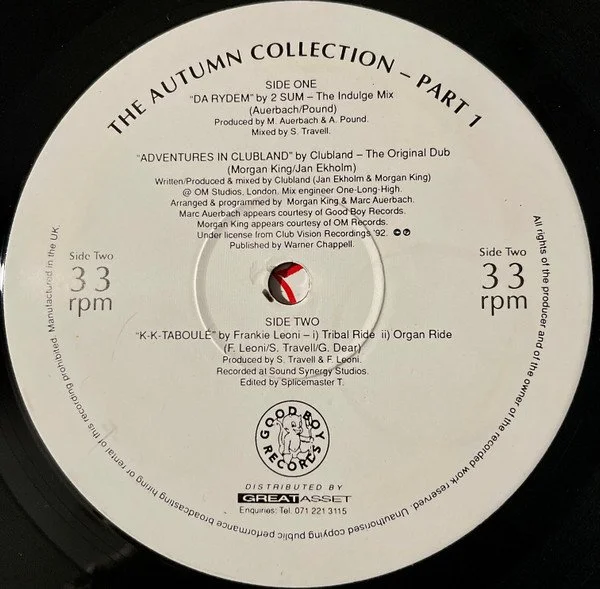 THE AUTUMN COLLECTION – PART 1
SIDE ONE
"DA RYDEM" by 2 SUM – The Indulge Mix
(Auerbach/Pound)
Produced by M. Auerbach & A. Pound.
Mixed by S. Travell.
"ADVENTURES IN CLUBLAND" by Clubland – The Original Dub
(Morgan King/Jan Ekholm)
Written/Produced & mixed by Clubland (Jan Ekholm & Morgan King)
@ OM Studios, London. Mix engineer One-Long-High.
Arranged & programmed by Morgan King & Marc Auerbach.
Marc Auerbach appears courtesy of Good Boy Records.
Morgan King appears courtesy of OM Records.
Under license from Club Vision Recordings '92. © ℗
Published by Warner Chappell.
Side Two
33
rpm
Side Two
33
rpm
SIDE TWO
"K-K-TABOULÉ" by Frankie Leoni – i) Tribal Ride ii) Organ Ride
(F. Leoni/S. Travell/G. Dear)
Produced by S. Travell & F. Leoni.
Recorded at Sound Synergy Studios.
Edited by Splicemaster T.
GOOD BOY
RECORDS
DISTRIBUTED BY
GREAT ASSET
Enquiries: Tel. 071 221 3115
All rights of the producer and of the owner of the recorded work reserved. Unauthorised copying public performance broadcasting hiring or rental of this recording prohibited. Manufactured in the UK.